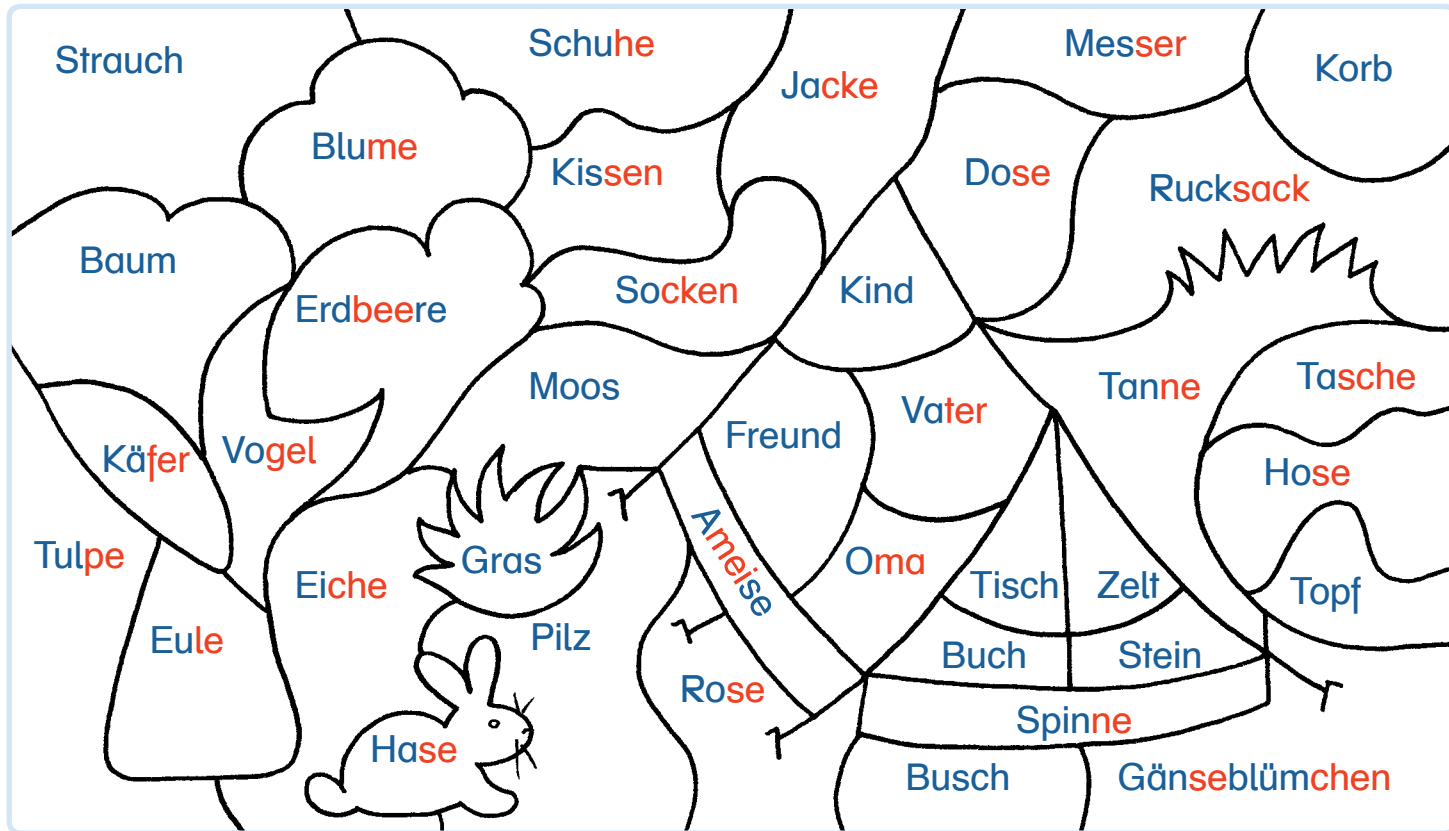 Strauch
Schuhe
Jacke
Messer
Korb
Blume
Kissen
Dose
Rucksack
Baum
Erdbeere
Socken
Kind
Moos
Freund
Vater
Tanne
Tasche
Käfer
Vogel
Hose
Tulpe
Eiche
Gras
Ameise
Oma
Tisch
Zelt
Topf
Eule
Pilz
Buch
Stein
Rose
Spinne
Hase
Busch
Gänseblümchen